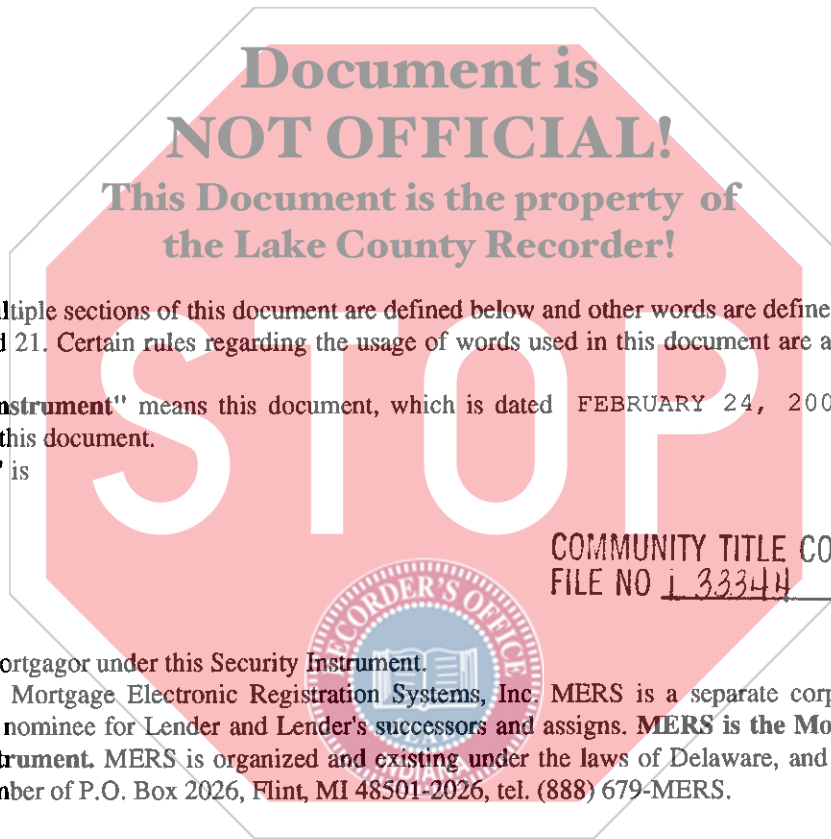 Document is
NOT OFFICIAL!
This Document is the property of
the Lake County Recorder!
ltiple sections of this document are defined below and other words are define
21. Certain rules regarding the usage of words used in this document are a
nstrument" means this document, which is dated FEBRUARY 24, 200
this document.
" is
STOP
COMMUNITY TITLE CO
FILE NO L 33344
RECORDER'S OFFICE
ortgagor under this Security Instrument.
Mortgage Electronic Registration Systems, Inc. MERS is a separate corp
nominee for Lender and Lender's successors and assigns. MERS is the Mo
trument. MERS is organized and existing under the laws of Delaware, and
nber of P.O. Box 2026, Flint, MI 48501-2026, tel. (888) 679-MERS.
SEAL
INDIANA